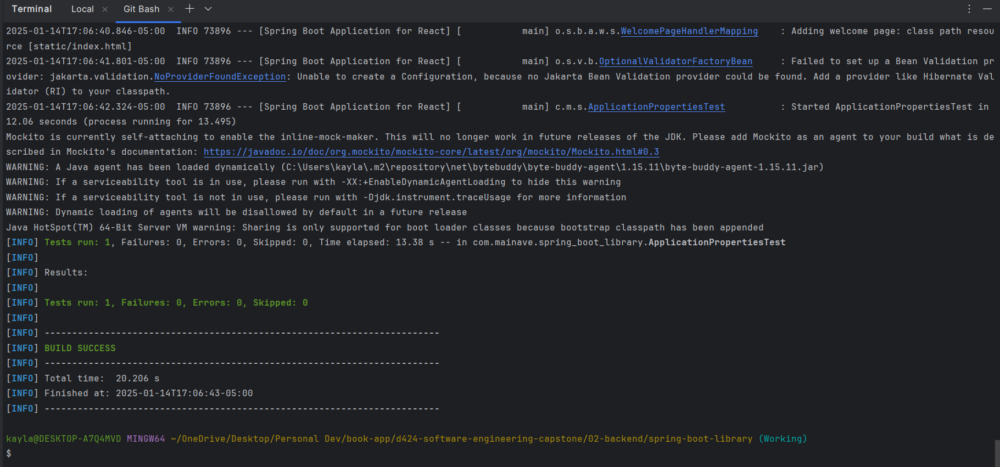 Terminal Local Git Bash
2025-01-14T17:06:40.846-05:00  INFO 73896 --- [Spring Boot Application for React] [           main] o.s.b.a.w.s.WelcomePageHandlerMapping    : Adding welcome page: class path resou
rce [static/index.html]
2025-01-14T17:06:41.801-05:00  INFO 73896 --- [Spring Boot Application for React] [           main] o.s.v.b.OptionalValidatorFactoryBean     : Failed to set up a Bean Validation pr
ovider: jakarta.validation.NoProviderFoundException: Unable to create a Configuration, because no Jakarta Bean Validation provider could be found. Add a provider like Hibernate Val
idator (RI) to your classpath.
2025-01-14T17:06:42.324-05:00  INFO 73896 --- [Spring Boot Application for React] [           main] c.m.s.ApplicationPropertiesTest          : Started ApplicationPropertiesTest in
12.06 seconds (process running for 13.495)
Mockito is currently self-attaching to enable the inline-mock-maker. This will no longer work in future releases of the JDK. Please add Mockito as an agent to your build what is de
scribed in Mockito's documentation: https://javadoc.io/doc/org.mockito/mockito-core/latest/org/mockito/Mockito.html#0.3
WARNING: A Java agent has been loaded dynamically (C:\Users\kayla\.m2\repository\net\bytebuddy\byte-buddy-agent\1.15.11\byte-buddy-agent-1.15.11.jar)
WARNING: If a serviceability tool is in use, please run with -XX:+EnableDynamicAgentLoading to hide this warning
WARNING: If a serviceability tool is not in use, please run with -Djdk.instrument.traceUsage for more information
WARNING: Dynamic loading of agents will be disallowed by default in a future release
Java HotSpot(TM) 64-Bit Server VM warning: Sharing is only supported for boot loader classes because bootstrap classpath has been appended
[INFO] Tests run: 1, Failures: 0, Errors: 0, Skipped: 0, Time elapsed: 13.38 s -- in com.mainave.spring_boot_library.ApplicationPropertiesTest
[INFO]
[INFO] Results:
[INFO]
[INFO] Tests run: 1, Failures: 0, Errors: 0, Skipped: 0
[INFO]
[INFO] ------------------------------------------------------------------------
[INFO] BUILD SUCCESS
[INFO] ------------------------------------------------------------------------
[INFO] Total time:  20.206 s
[INFO] Finished at: 2025-01-14T17:06:43-05:00
[INFO] ------------------------------------------------------------------------
kayla@DESKTOP-A7Q4MVD MINGW64 ~/OneDrive/Desktop/Personal Dev/book-app/d424-software-engineering-capstone/02-backend/spring-boot-library (Working)
$